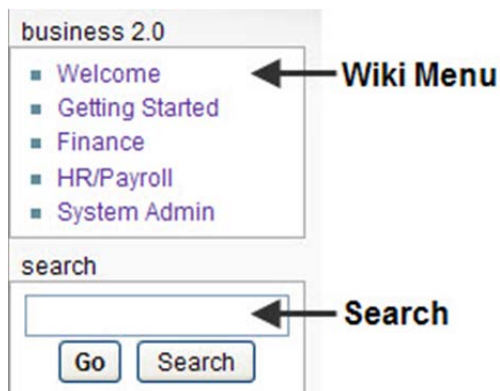 business 2.0
Welcome
Wiki Menu
Getting Started
Finance
HR/Payroll
System Admin
search
Search
Go Search